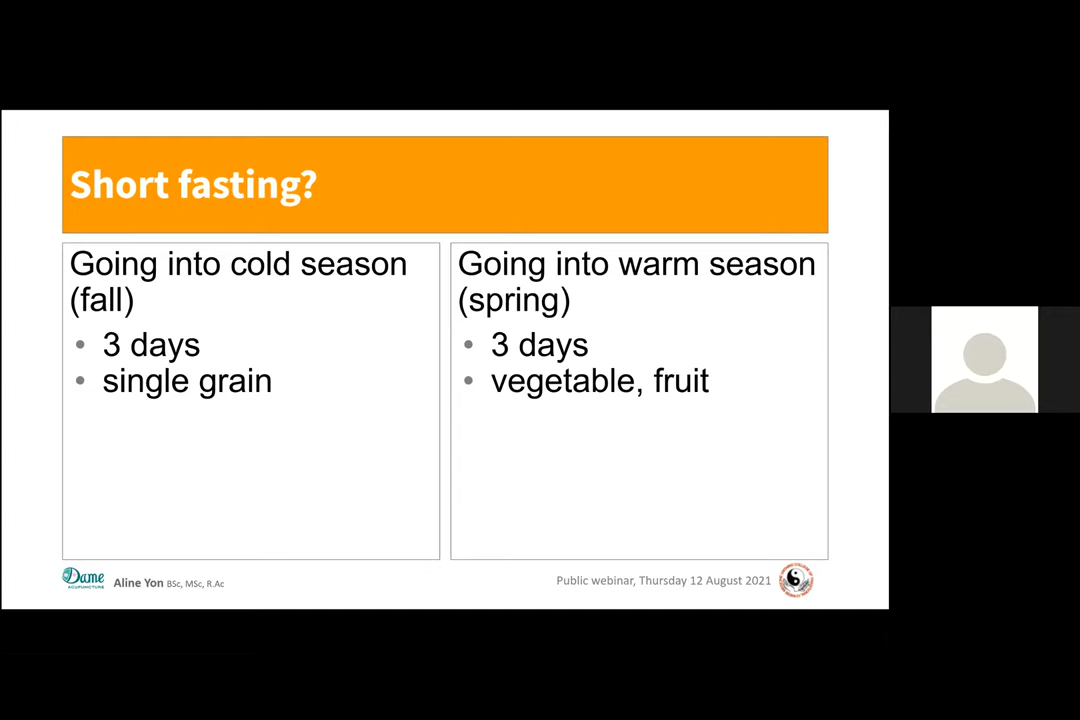 Short fasting?
Going into cold season
(fall)
• 3 days
• single grain
Going into warm season
(spring)
• 3 days
• vegetable, fruit
Dame
ACUPUNCTURE
Aline Yon BSc, MSc, R.Ac
Public webinar, Thursday 12 August 2021